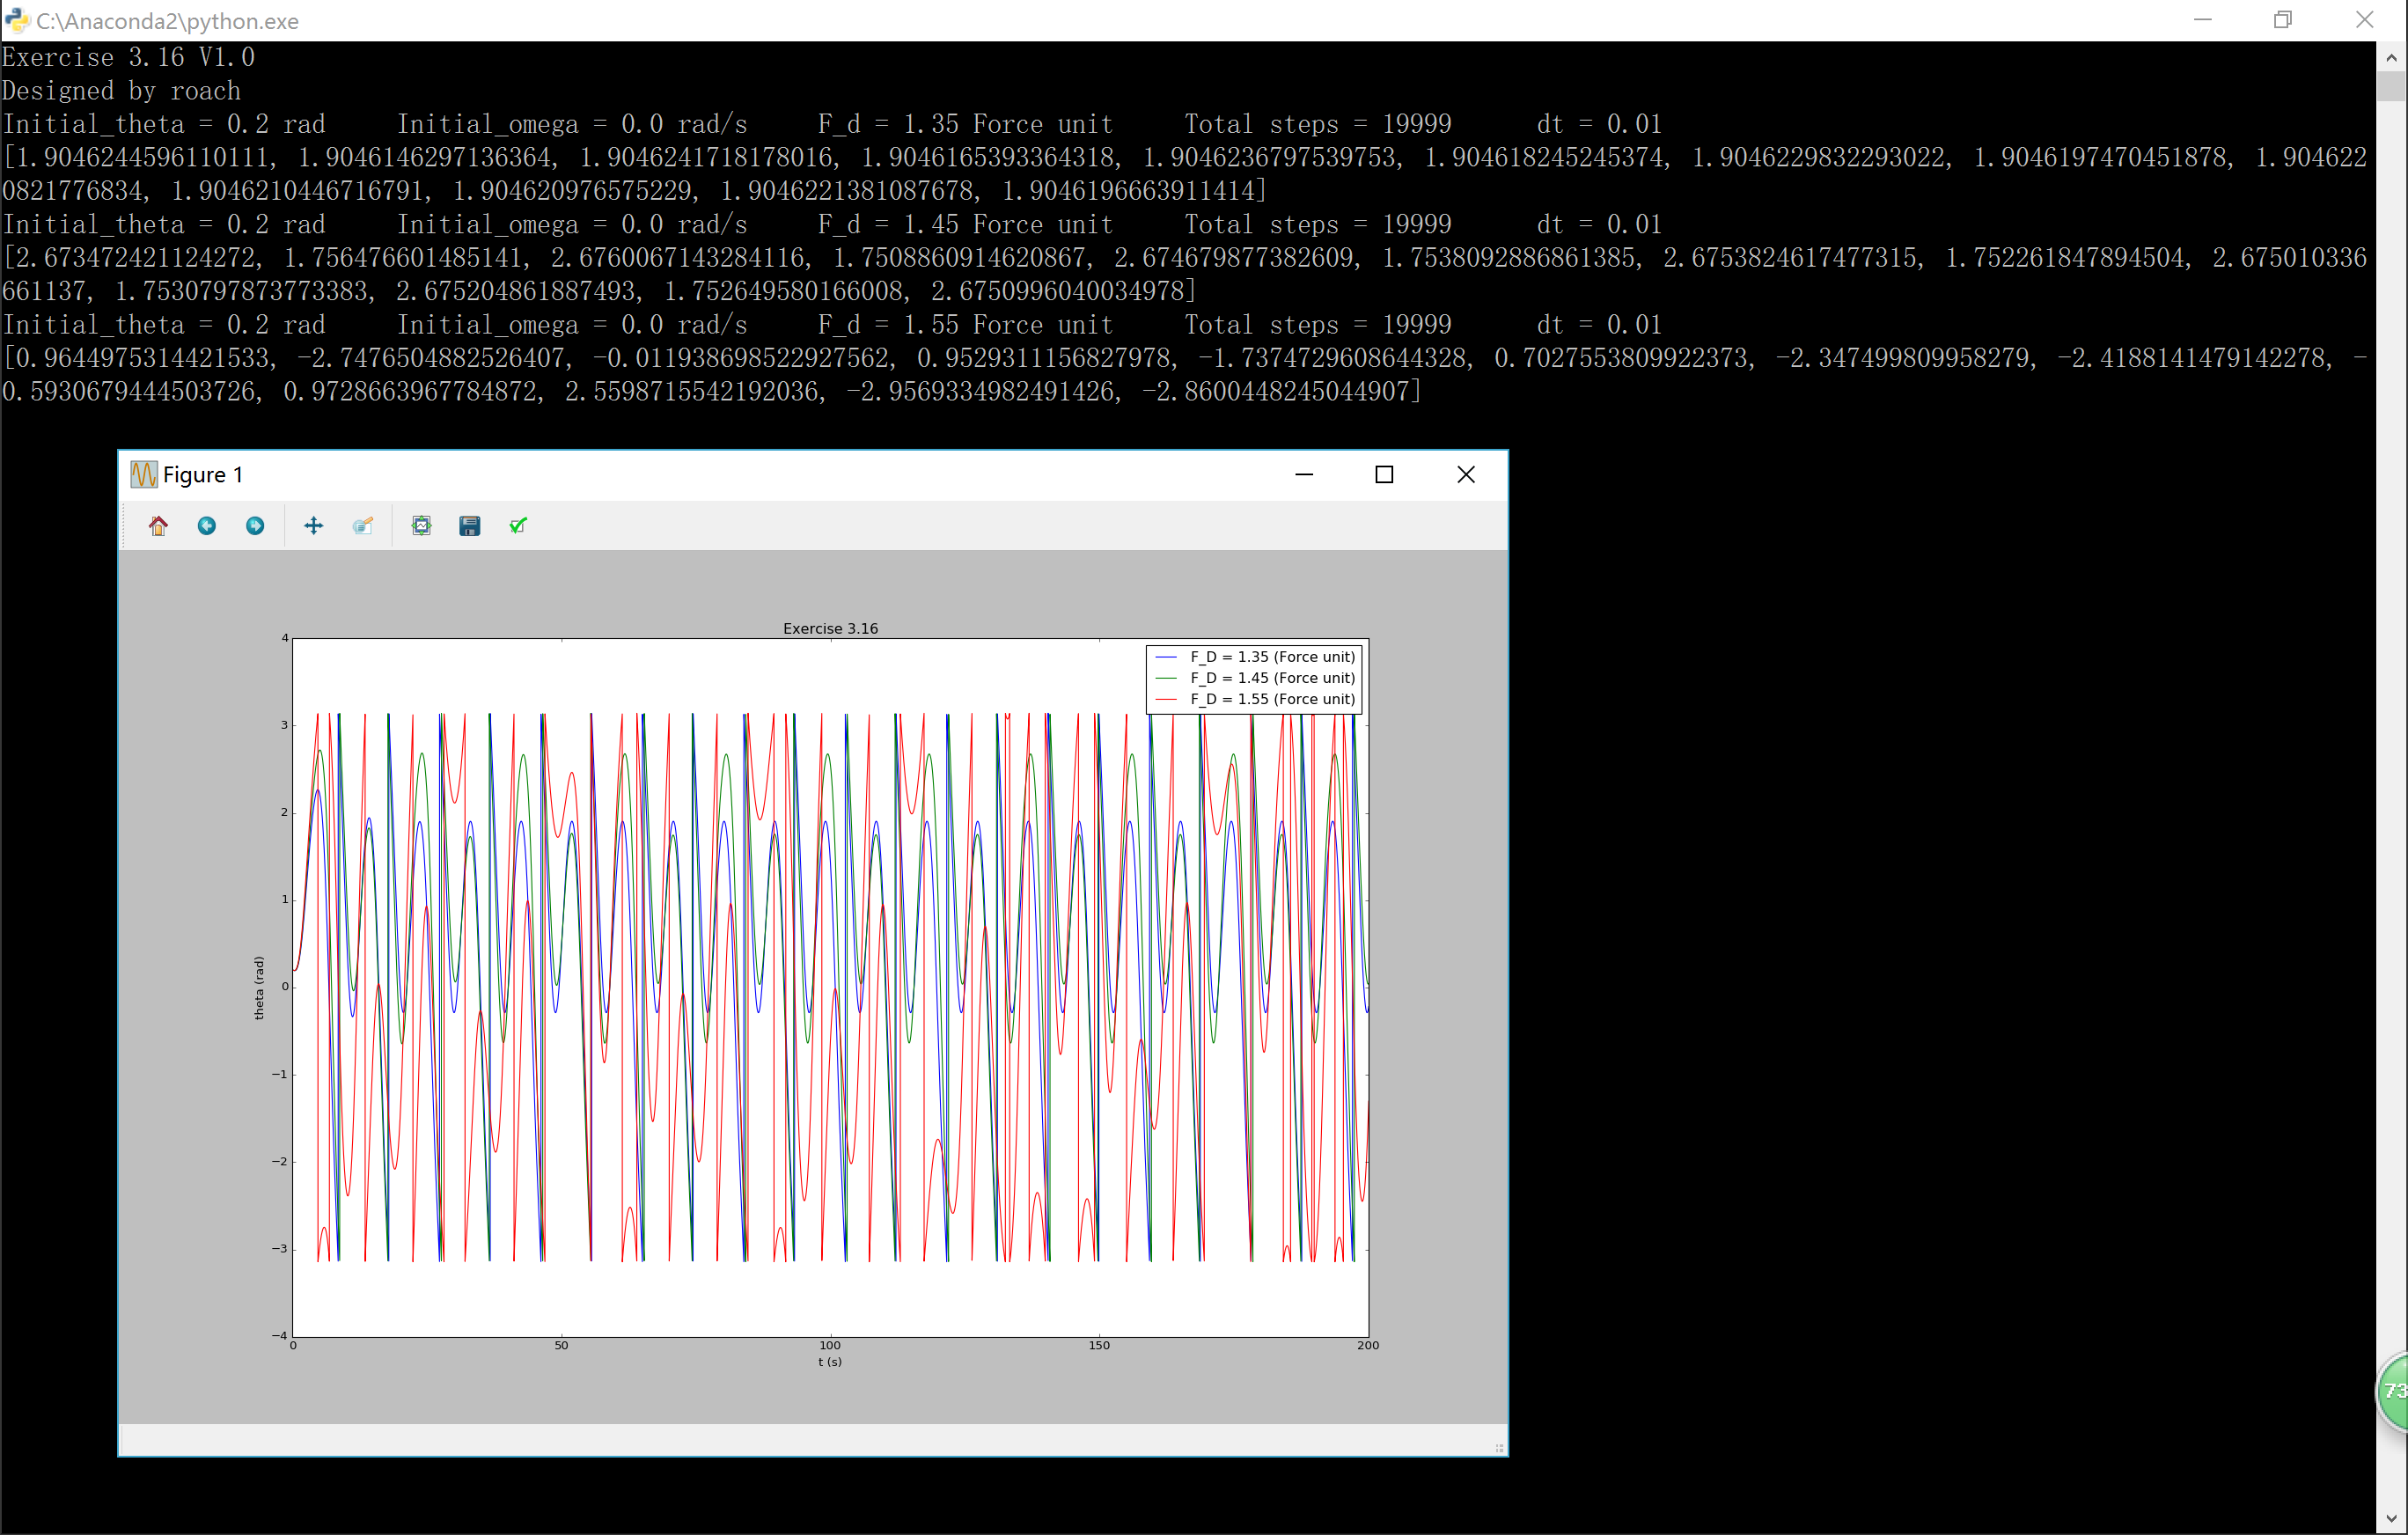 C:\Anaconda2\python.exe
Exercise 3.16 V1.0
Designed by roach
Initial_theta = 0.2 rad     Initial_omega = 0.0 rad/s     F_d = 1.35 Force unit     Total steps = 19999     dt = 0.01
[1.9046244596110111, 1.9046146297136364, 1.9046241718178016, 1.9046165393364318, 1.9046236797539753, 1.904618245245374, 1.9046229832293022, 1.9046197470451878, 1.904622
0821776834, 1.9046210446716791, 1.904620976575229, 1.9046221381087678, 1.9046196663911414]
Initial_theta = 0.2 rad     Initial_omega = 0.0 rad/s     F_d = 1.45 Force unit     Total steps = 19999     dt = 0.01
[2.673472421124272, 1.756476601485141, 2.6760067143284116, 1.7508860914620867, 2.674679877382609, 1.7538092886861385, 2.6753824617477315, 1.752261847894504, 2.675010336
661137, 1.7530797873773383, 2.675204861887493, 1.752649580166008, 2.6750996040034978]
Initial_theta = 0.2 rad     Initial_omega = 0.0 rad/s     F_d = 1.55 Force unit     Total steps = 19999     dt = 0.01
[0.9644975314421533, -2.7476504882526407, -0.011938698522927562, 0.9529311156827978, -1.7374729608644328, 0.7027553809922373, -2.347499809958279, -2.4188141479142278, -
0.5930679444503726, 0.9728663967784872, 2.5598715542192036, -2.9569334982491426, -2.8600448245044907]
Figure 1
Exercise 3.16
F_D = 1.35 (Force unit)
F_D = 1.45 (Force unit)
F_D = 1.55 (Force unit)
4
3
2
1
0
−1
−2
−3
−4
theta (rad)
0 50 100 150 200
t (s)
73